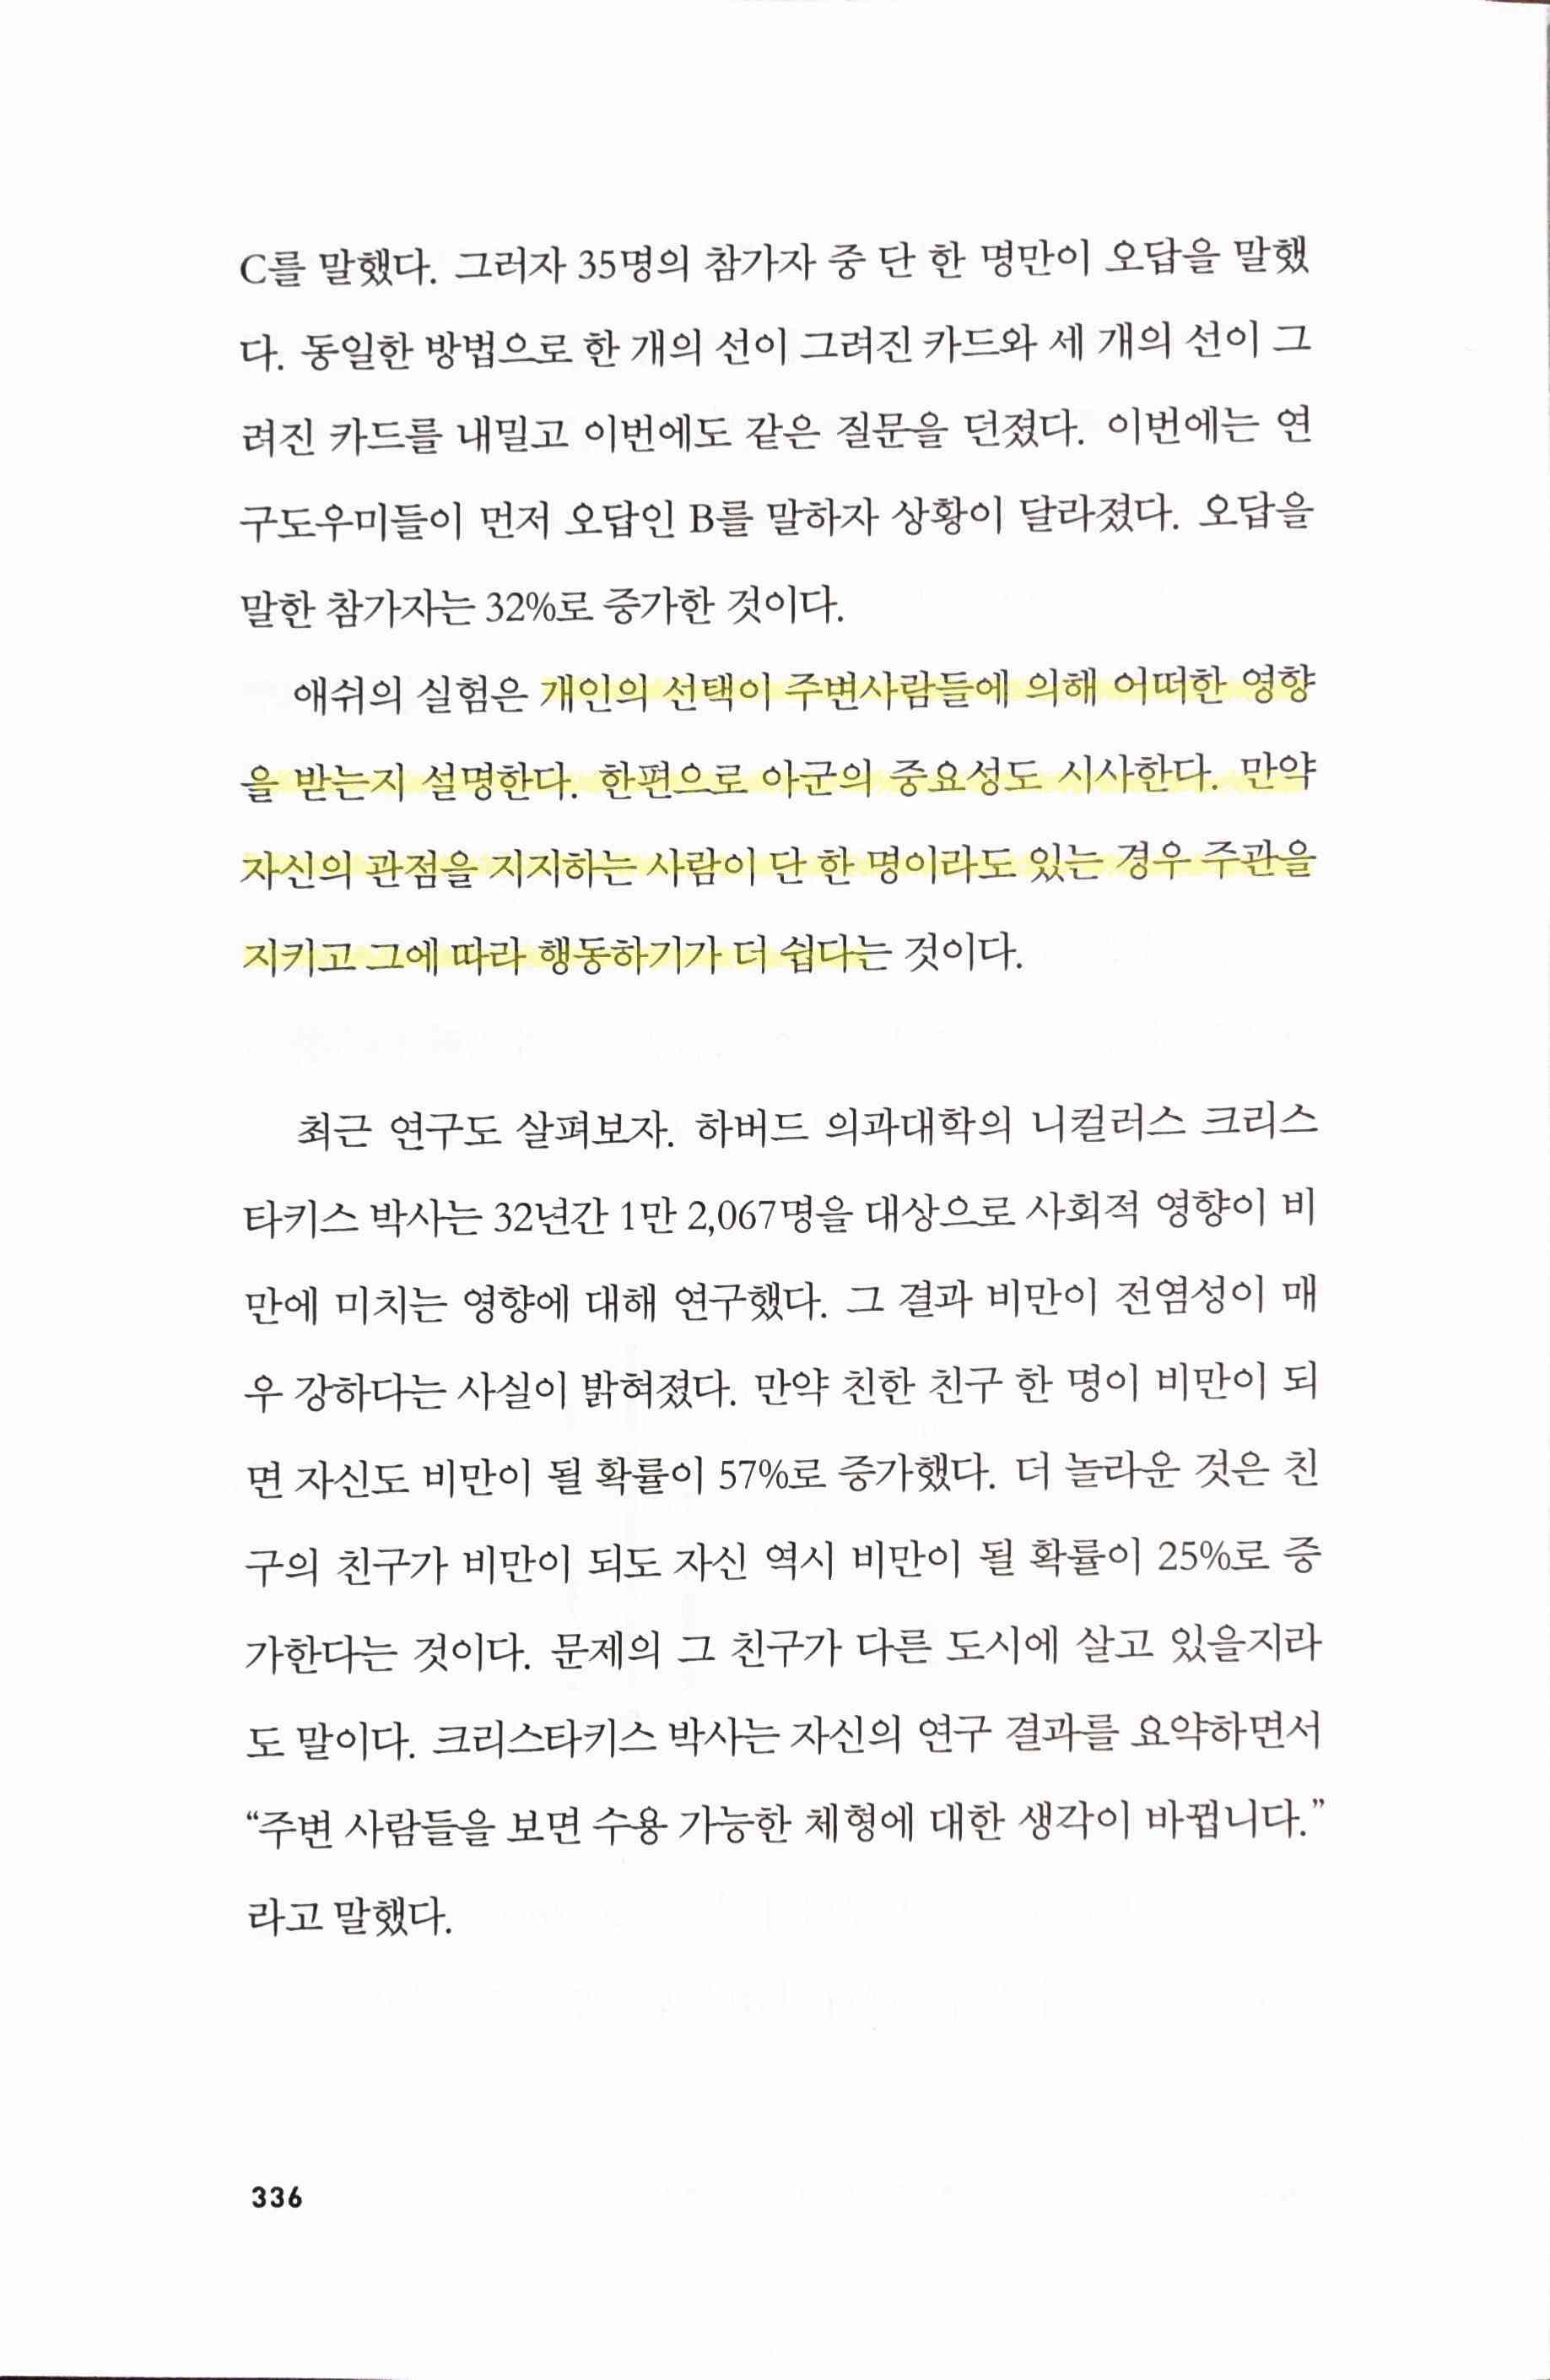 C를 말했다. 그러자 35명의 참가자 중 단 한 명만이 오답을 말했
다. 동일한 방법으로 한 개의 선이 그려진 카드와 세 개의 선이 그
려진 카드를 내밀고 이번에도 같은 질문을 던졌다. 이번에는 연
구도우미들이 먼저 오답인 B를 말하자 상황이 달라졌다. 오답을
말한 참가자는 32%로 증가한 것이다.
애쉬의 실험은 개인의 선택이 주변사람들에 의해 어떠한 영향
을 받는지 설명한다. 한편으로 아군의 중요성도 시사한다. 만약
자신의 관점을 지지하는 사람이 단 한 명이라도 있는 경우 주관을
지키고 그에 따라 행동하기가 더 쉽다는 것이다.
최근 연구도 살펴보자. 하버드 의과대학의 니컬러스 크리스
타키스 박사는 32년간 1만 2,067명을 대상으로 사회적 영향이 비
만에 미치는 영향에 대해 연구했다. 그 결과 비만이 전염성이 매
우 강하다는 사실이 밝혀졌다. 만약 친한 친구 한 명이 비만이 되
면 자신도 비만이 될 확률이 57%로 증가했다. 더 놀라운 것은 친
구의 친구가 비만이 되도 자신 역시 비만이 될 확률이 25%로 증
가한다는 것이다. 문제의 그 친구가 다른 도시에 살고 있을지라
도 말이다. 크리스타키스 박사는 자신의 연구 결과를 요약하면서
“주변 사람들을 보면 수용 가능한 체형에 대한 생각이 바뀝니다.”
라고 말했다.
336